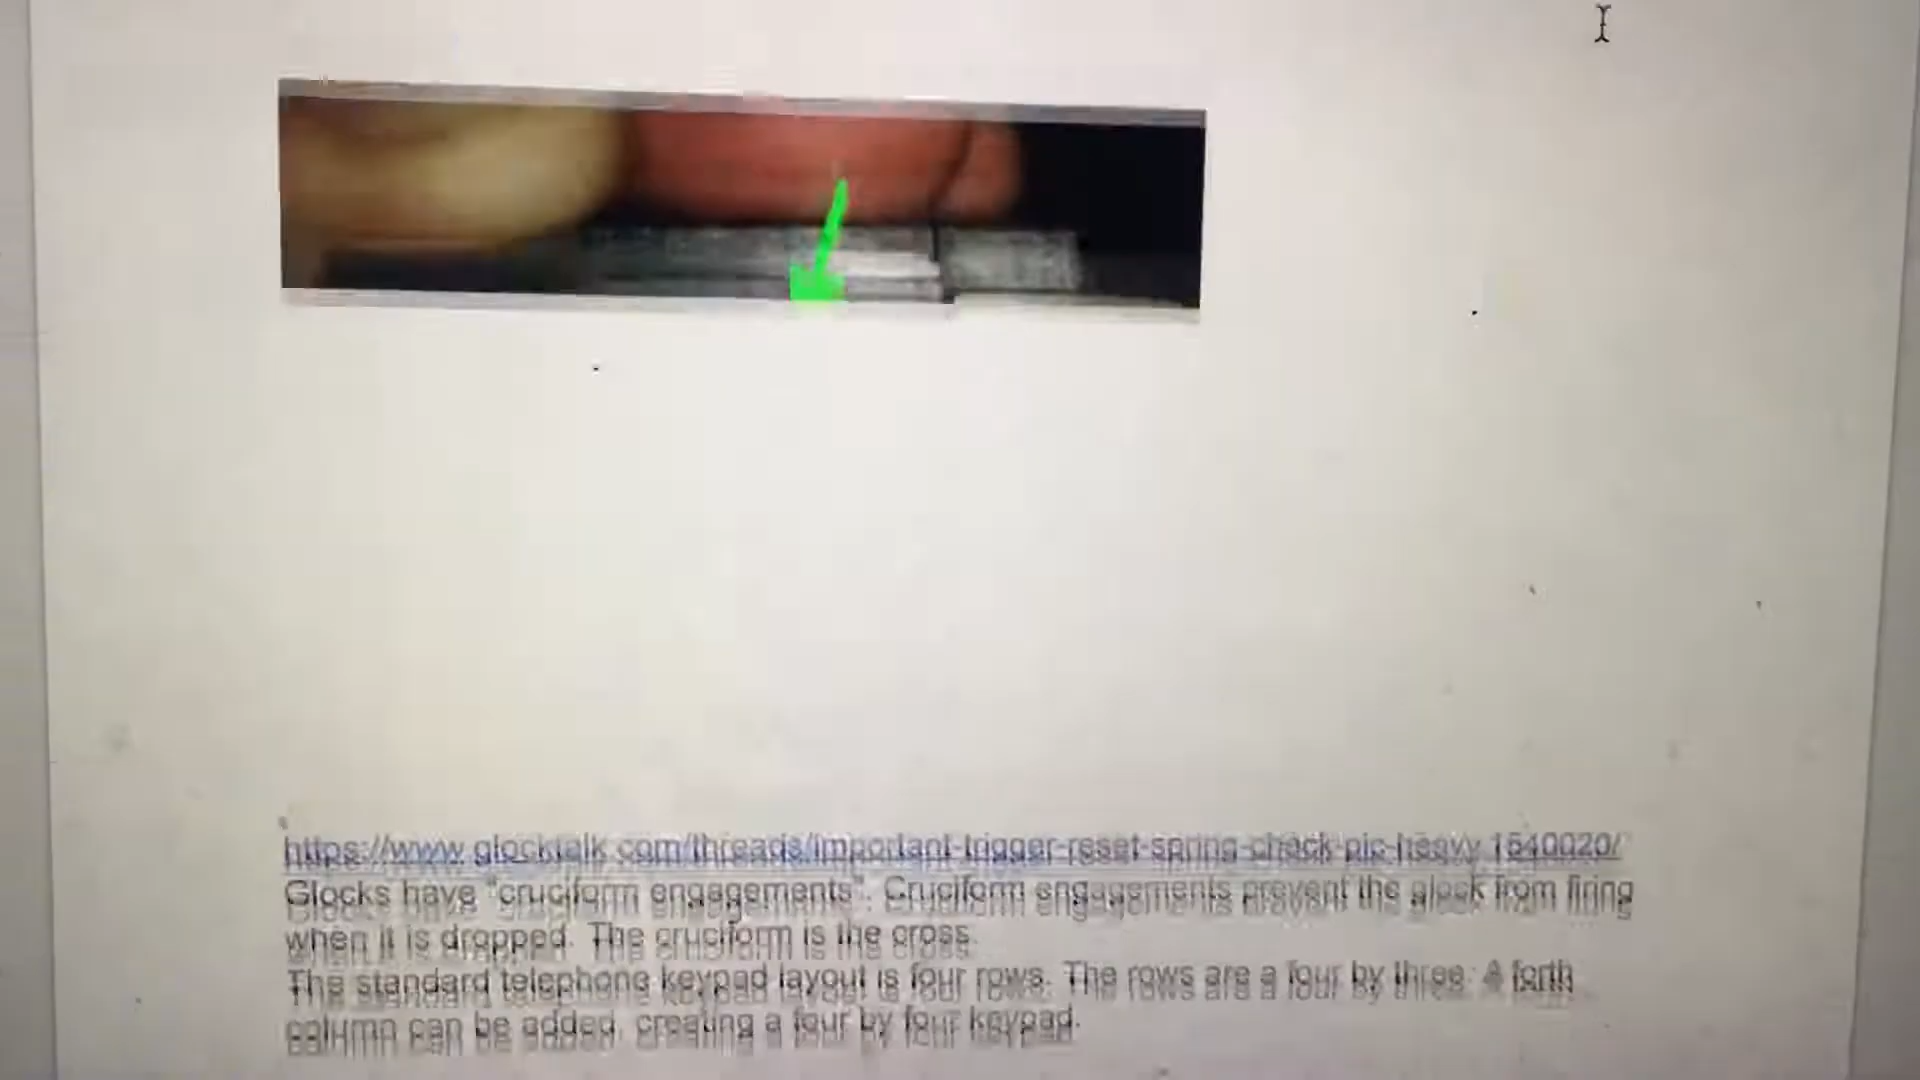 https://www.glocktalk.com/threads/important-trigger-reset-spring-check-pic-heavy.1540020/
Glocks have "cruciform engagements". Cruciform engagements prevent the glock from firing
when it is dropped. The cruciform is the cross.
The standard telephone keypad layout is four rows. The rows are a four by three. A forth
column can be added, creating a four by four keypad.